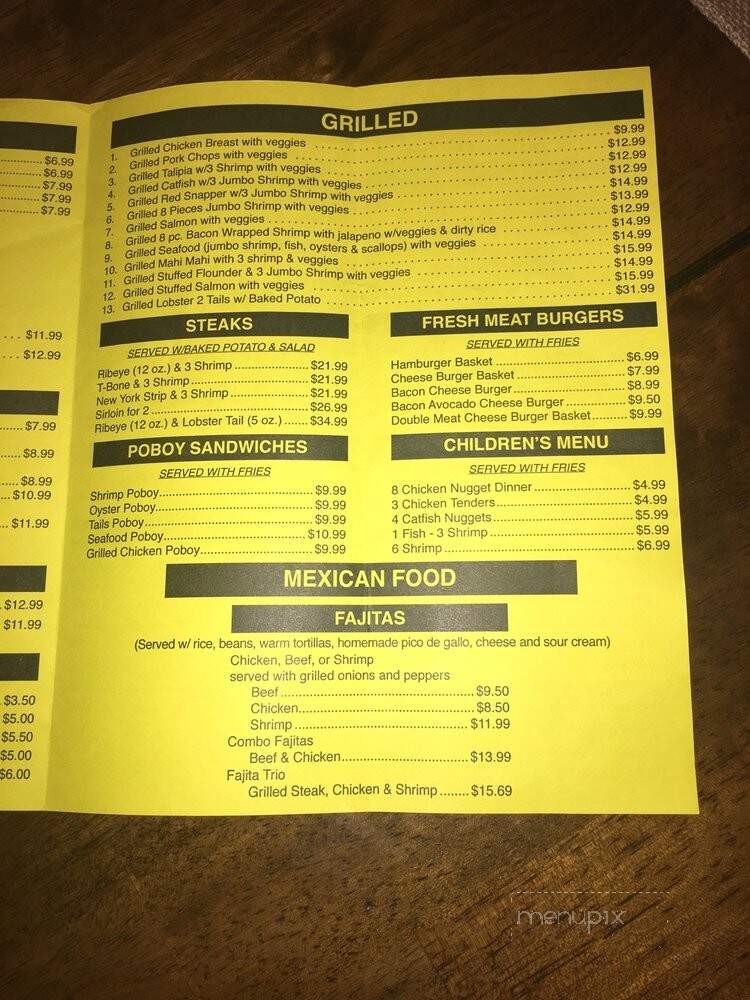 $6.99
$6.99
$7.99
$7.99
$7.99
$11.99
$12.99
$7.99
$8.99
$8.99
$10.99
$11.99
$12.99
$11.99
$3.50
$5.00
$5.50
$5.00
$6.00
GRILLED
1. Grilled Chicken Breast with veggies $9.99
2. Grilled Pork Chops with veggies $12.99
3. Grilled Talipia w/3 Shrimp with veggies $12.99
4. Grilled Catfish w/3 Jumbo Shrimp with veggies $12.99
5. Grilled Red Snapper w/3 Jumbo Shrimp with veggies $14.99
6. Grilled 8 Pieces Jumbo Shrimp with veggies $13.99
7. Grilled Salmon with veggies $12.99
8. Grilled 8 pc. Bacon Wrapped Shrimp with jalapeno w/veggies & dirty rice $14.99
9. Grilled Seafood (jumbo shrimp, fish, oysters & scallops) with veggies $14.99
10. Grilled Mahi Mahi with 3 shrimp & veggies $15.99
11. Grilled Stuffed Flounder & 3 Jumbo Shrimp with veggies $14.99
12. Grilled Stuffed Salmon with veggies $15.99
13. Grilled Lobster 2 Tails w/ Baked Potato $31.99
STEAKS
SERVED W/BAKED POTATO & SALAD
Ribeye (12 oz.) & 3 Shrimp $21.99
T-Bone & 3 Shrimp $21.99
New York Strip & 3 Shrimp $21.99
Sirloin for 2 $26.99
Ribeye (12 oz.) & Lobster Tail (5 oz.) $34.99
FRESH MEAT BURGERS
SERVED WITH FRIES
Hamburger Basket $6.99
Cheese Burger Basket $7.99
Bacon Cheese Burger $8.99
Bacon Avocado Cheese Burger $9.50
Double Meat Cheese Burger Basket $9.99
POBOY SANDWICHES
SERVED WITH FRIES
Shrimp Poboy $9.99
Oyster Poboy $9.99
Tails Poboy $9.99
Seafood Poboy $10.99
Grilled Chicken Poboy $9.99
CHILDREN'S MENU
SERVED WITH FRIES
8 Chicken Nugget Dinner $4.99
3 Chicken Tenders $4.99
4 Catfish Nuggets $5.99
1 Fish - 3 Shrimp $5.99
6 Shrimp $6.99
MEXICAN FOOD
FAJITAS
(Served w/ rice, beans, warm tortillas, homemade pico de gallo, cheese and sour cream)
Chicken, Beef, or Shrimp
served with grilled onions and peppers
Beef $9.50
Chicken $8.50
Shrimp $11.99
Combo Fajitas
Beef & Chicken $13.99
Fajita Trio
Grilled Steak, Chicken & Shrimp $15.69
menupix